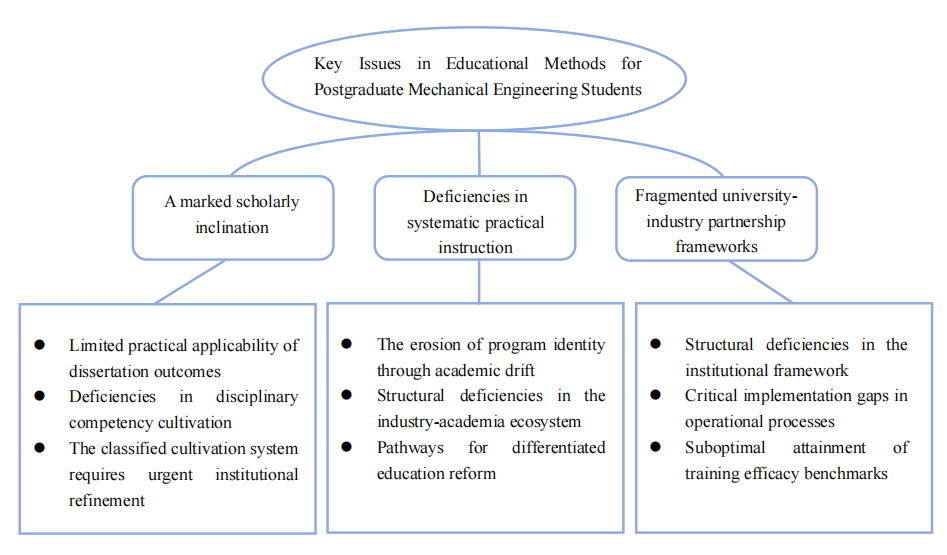 Key Issues in Educational Methods for
Postgraduate Mechanical Engineering Students
A marked scholarly
inclination
Deficiencies in
systematic practical
instruction
Fragmented university-
industry partnership
frameworks
● Limited practical applicability of
dissertation outcomes
● Deficiencies in disciplinary
competency cultivation
● The classified cultivation system
requires urgent institutional
refinement
● The erosion of program identity
through academic drift
● Structural deficiencies in the
industry-academia ecosystem
● Pathways for differentiated
education reform
● Structural deficiencies in the
institutional framework
● Critical implementation gaps in
operational processes
● Suboptimal attainment of
training efficacy benchmarks